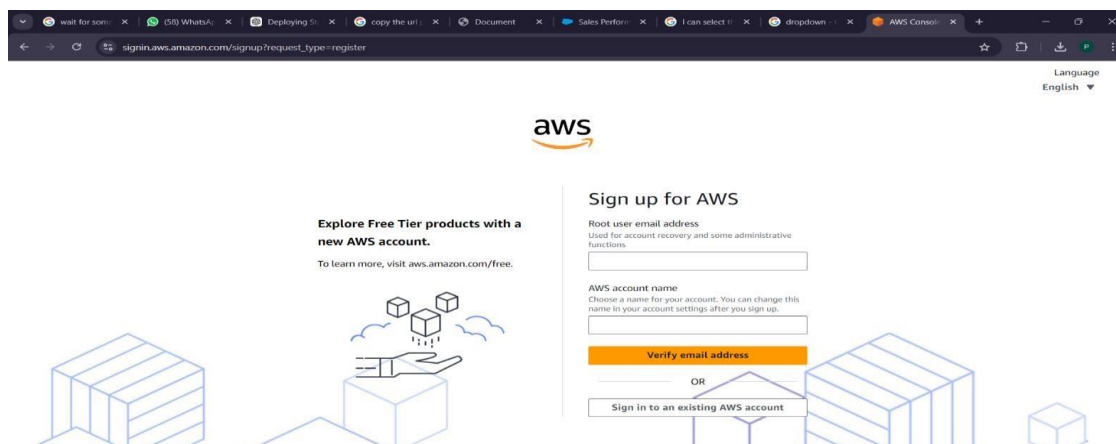 wait for som
(58) WhatsA
Deploying St
copy the url
Document
Sales Perform
I can select t
dropdown -
AWS Consol
signin.aws.amazon.com/signup?request_type=register
P
Language
English
aws
Explore Free Tier products with a
new AWS account.
To learn more, visit aws.amazon.com/free.
Sign up for AWS
Root user email address
Used for account recovery and some administrative
functions
AWS account name
Choose a name for your account. You can change this
name in your account settings after you sign up.
Verify email address
OR
Sign in to an existing AWS account